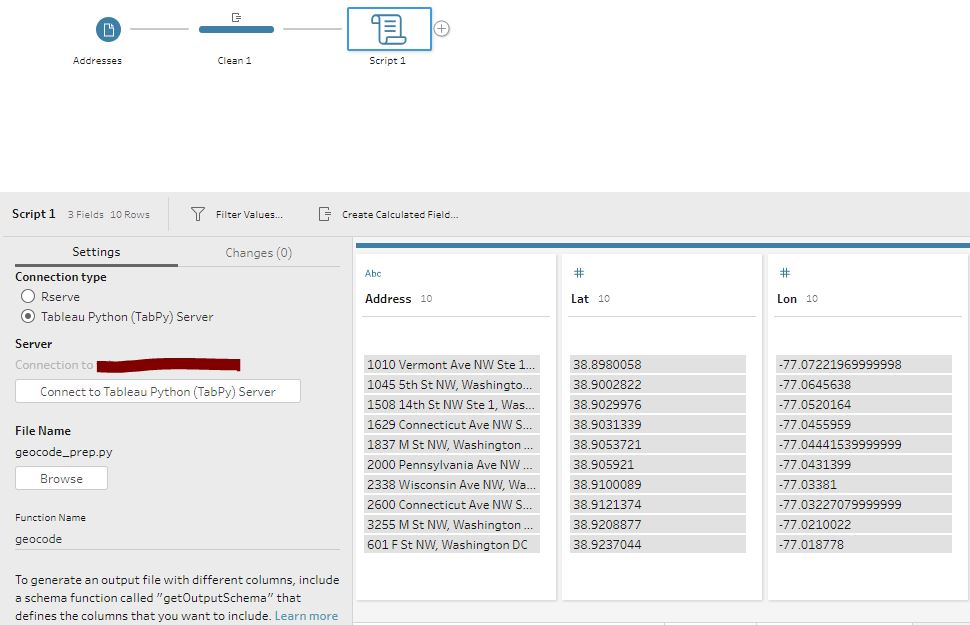 Addresses
Clean 1
Script 1
Script 1 3 Fields 10 Rows
Filter Values...
Create Calculated Field...
Settings
Changes (0)
Connection type
Rserve
Tableau Python (TabPy) Server
Server
Connection to
Connect to Tableau Python (TabPy) Server
File Name
geocode_prep.py
Browse
Function Name
geocode
To generate an output file with different columns, include
a schema function called "getOutputSchema" that
defines the columns that you want to include. Learn more
Abc
Address 10
1010 Vermont Ave NW Ste 1...
1045 5th St NW, Washingto...
1508 14th St NW Ste 1, Was...
1629 Connecticut Ave NW S...
1837 M St NW, Washington ...
2000 Pennsylvania Ave NW ...
2338 Wisconsin Ave NW, Wa...
2600 Connecticut Ave NW S...
3255 M St NW, Washington ...
601 F St NW, Washington DC
#
Lat 10
38.8980058
38.9002822
38.9029976
38.9031339
38.9053721
38.905921
38.9100089
38.9121374
38.9208877
38.9237044
#
Lon 10
-77.07221969999998
-77.0645638
-77.0520164
-77.0455959
-77.04441539999999
-77.0431399
-77.03381
-77.03227079999999
-77.0210022
-77.018778